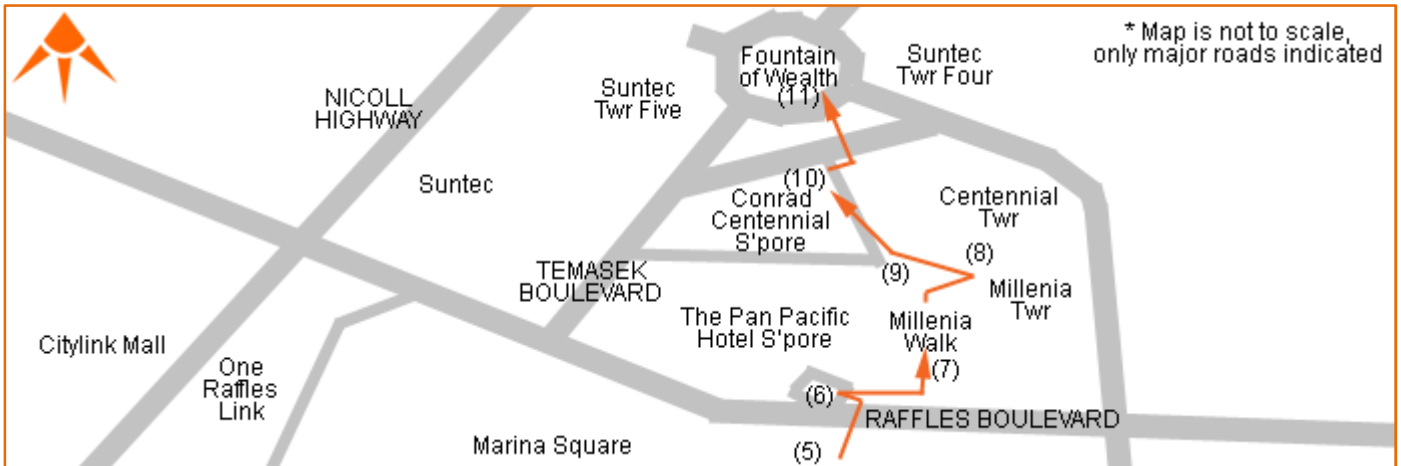 * Map is not to scale,
only major roads indicated
Fountain
of Wealth
(11)
Suntec
Twr Four
Suntec
Twr Five
NICOLL
HIGHWAY
Suntec
(10)
Conrad
Centennial
S'pore
Centennial
Twr
(8)
(9)
TEMASEK
BOULEVARD
Millenia
Twr
The Pan Pacific
Hotel S'pore
Millenia
Walk
(7)
Citylink Mall
One
Raffles
Link
(6)
RAFFLES BOULEVARD
Marina Square
(5)